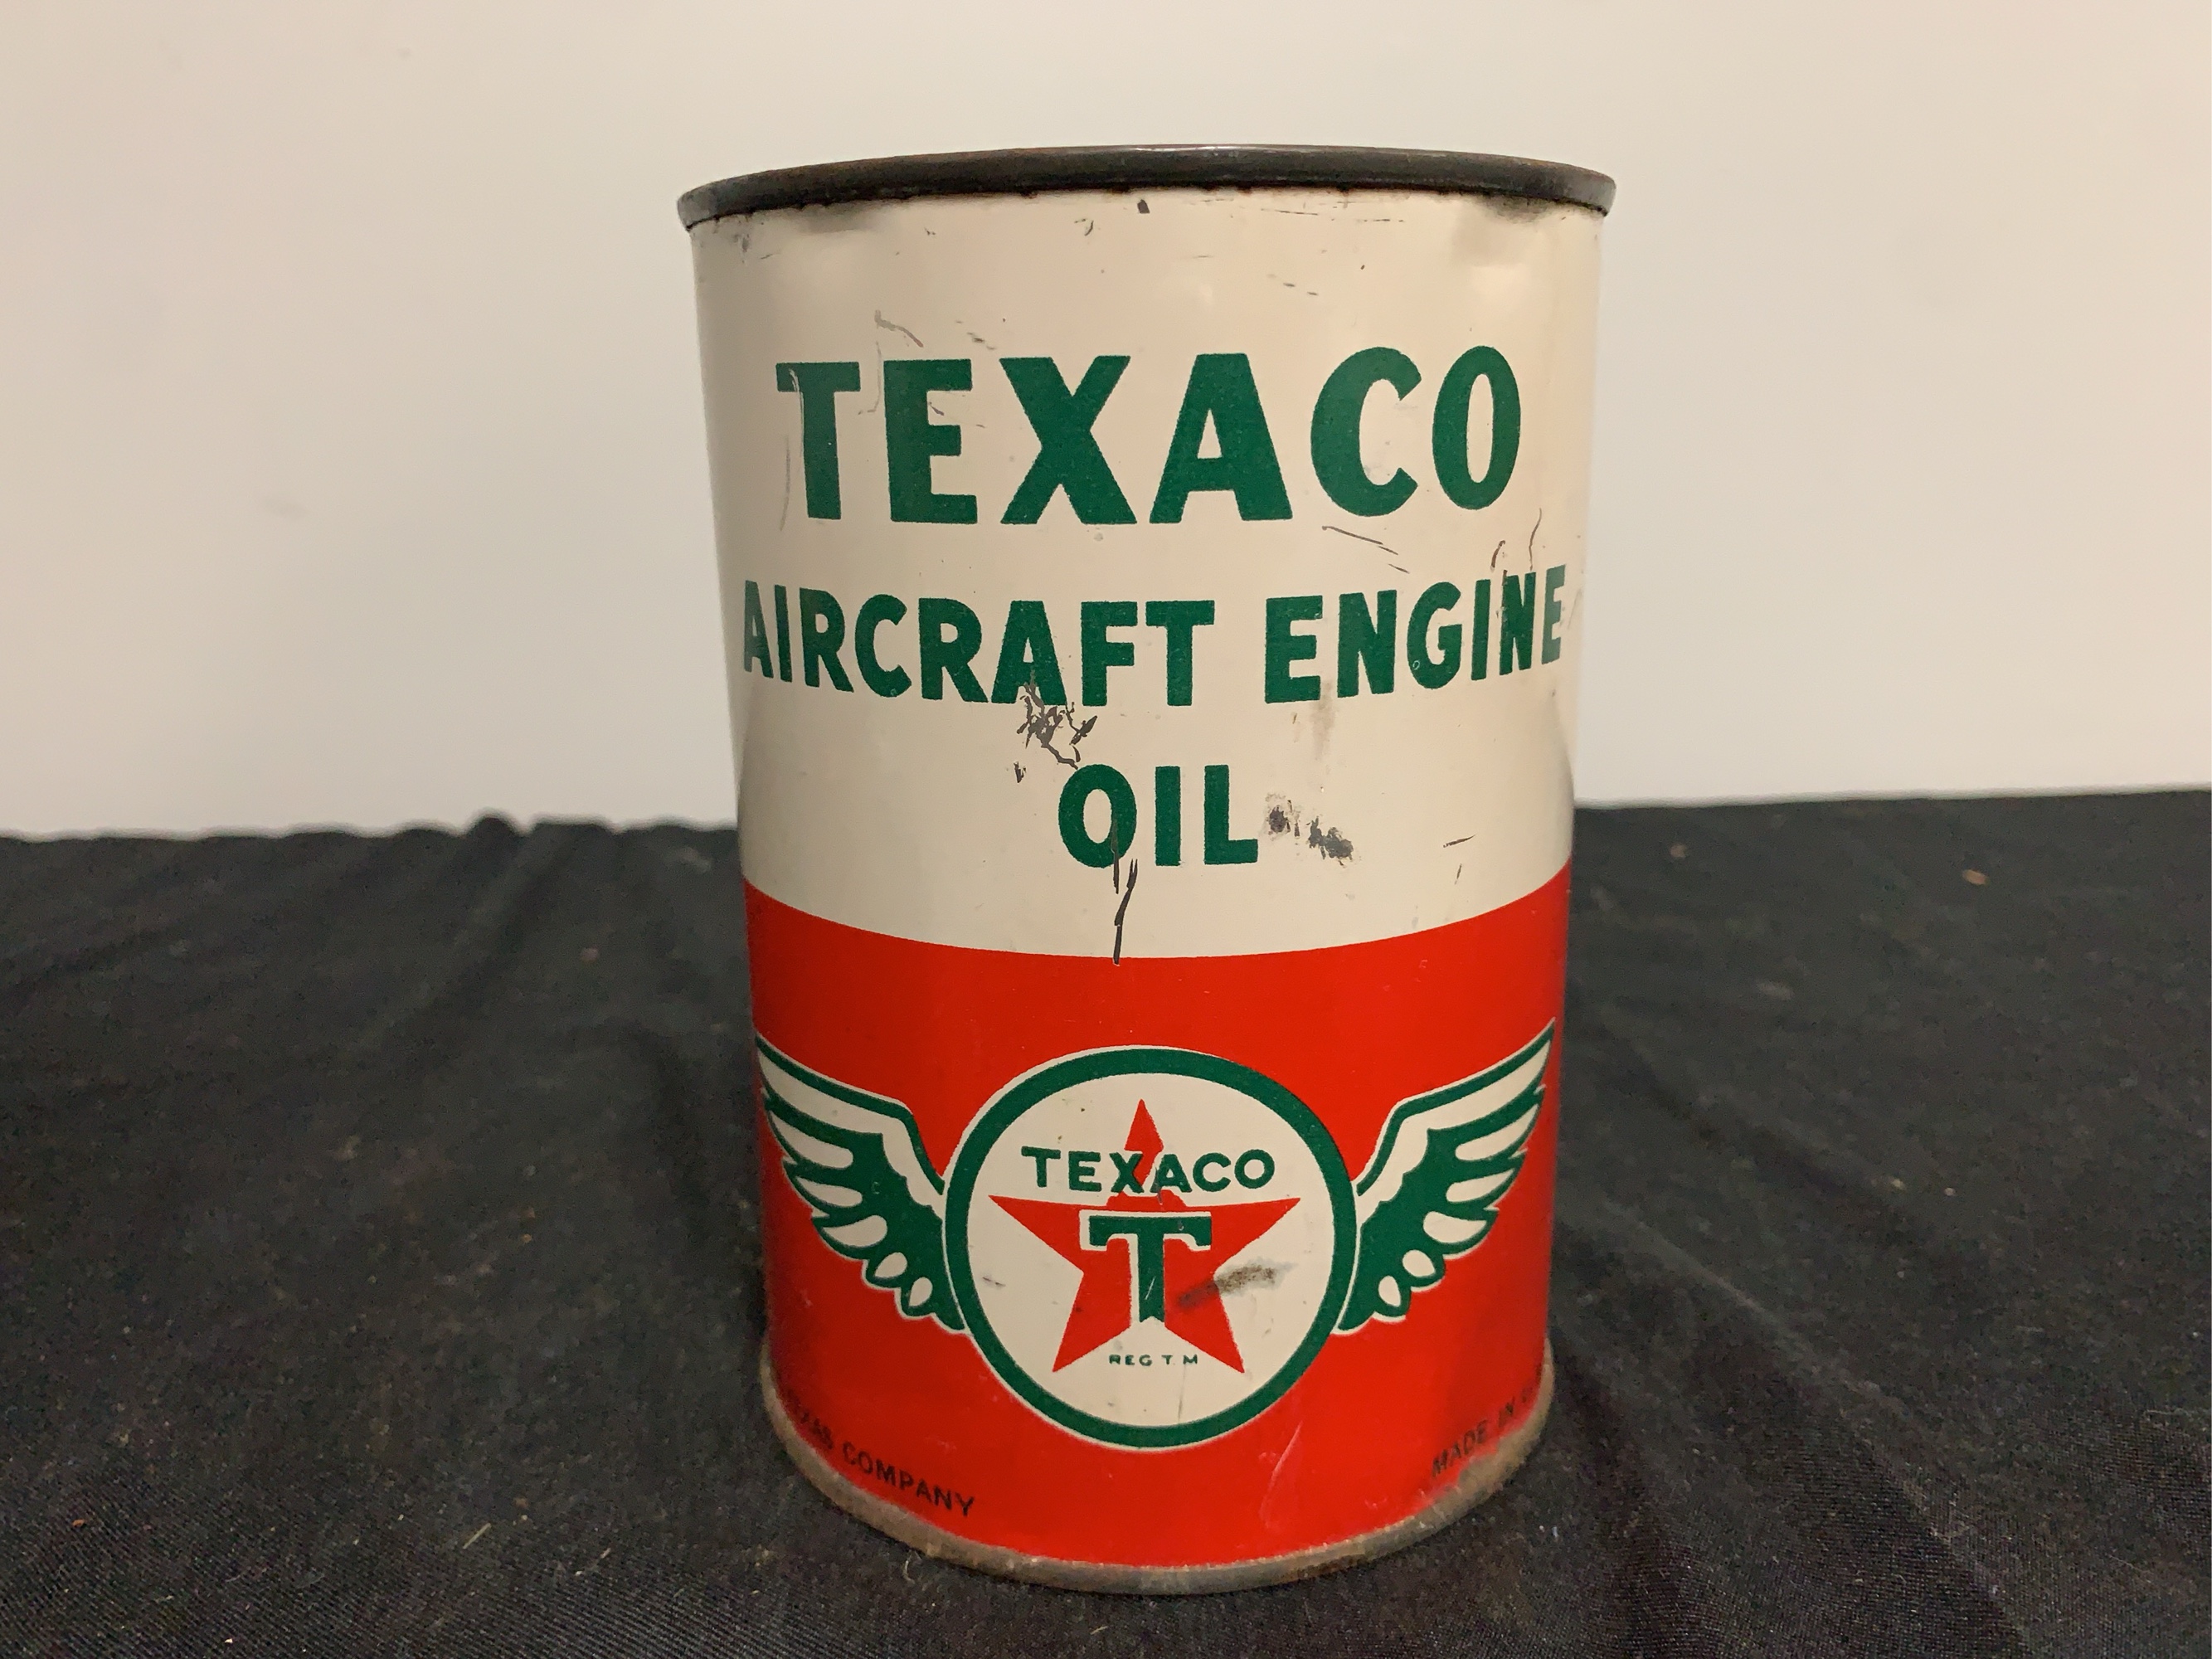 TEXACO
AIRCRAFT ENGINE
OIL
TEXACO
T
REG T M
COMPANY
MADE IN